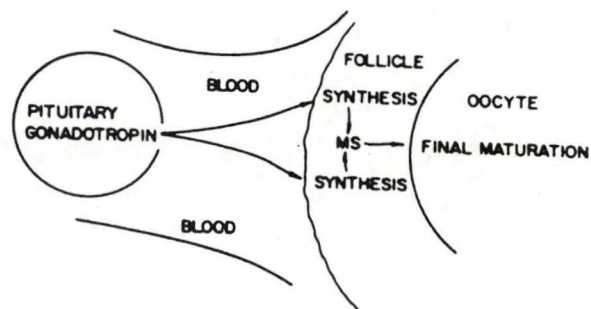 FOLLICLE
BLOOD
SYNTHESIS
OOCYTE
PITUITARY
GONADOTROPIN
MS
FINAL MATURATION
SYNTHESIS
BLOOD